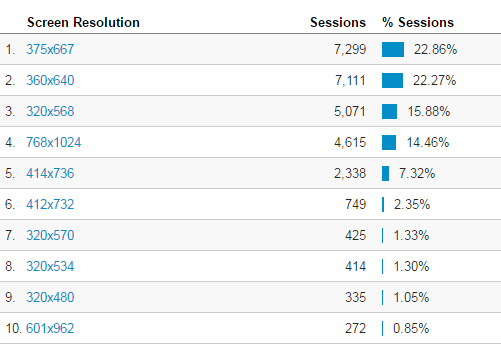 Screen Resolution Sessions % Sessions
1. 375x667 7,299 22.86%
2. 360x640 7,111 22.27%
3. 320x568 5,071 15.88%
4. 768x1024 4,615 14.46%
5. 414x736 2,338 7.32%
6. 412x732 749 2.35%
7. 320x570 425 1.33%
8. 320x534 414 1.30%
9. 320x480 335 1.05%
10. 601x962 272 0.85%